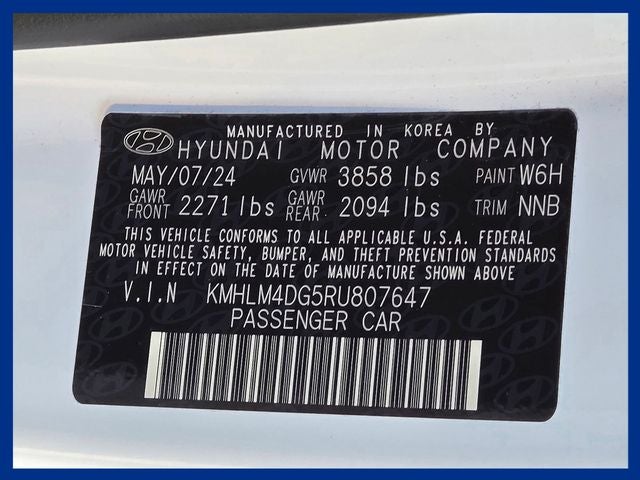 MANUFACTURED IN KOREA BY
HYUNDAI MOTOR COMPANY
MAY/07/24 GVWR 3858 lbs PAINT W6H
GAWR FRONT 2271 lbs GAWR REAR 2094 lbs TRIM NNB
THIS VEHICLE CONFORMS TO ALL APPLICABLE U.S.A. FEDERAL
MOTOR VEHICLE SAFETY, BUMPER, AND THEFT PREVENTION STANDARDS
IN EFFECT ON THE DATE OF MANUFACTURE SHOWN ABOVE
V.I.N KMHLM4DG5RU807647
PASSENGER CAR